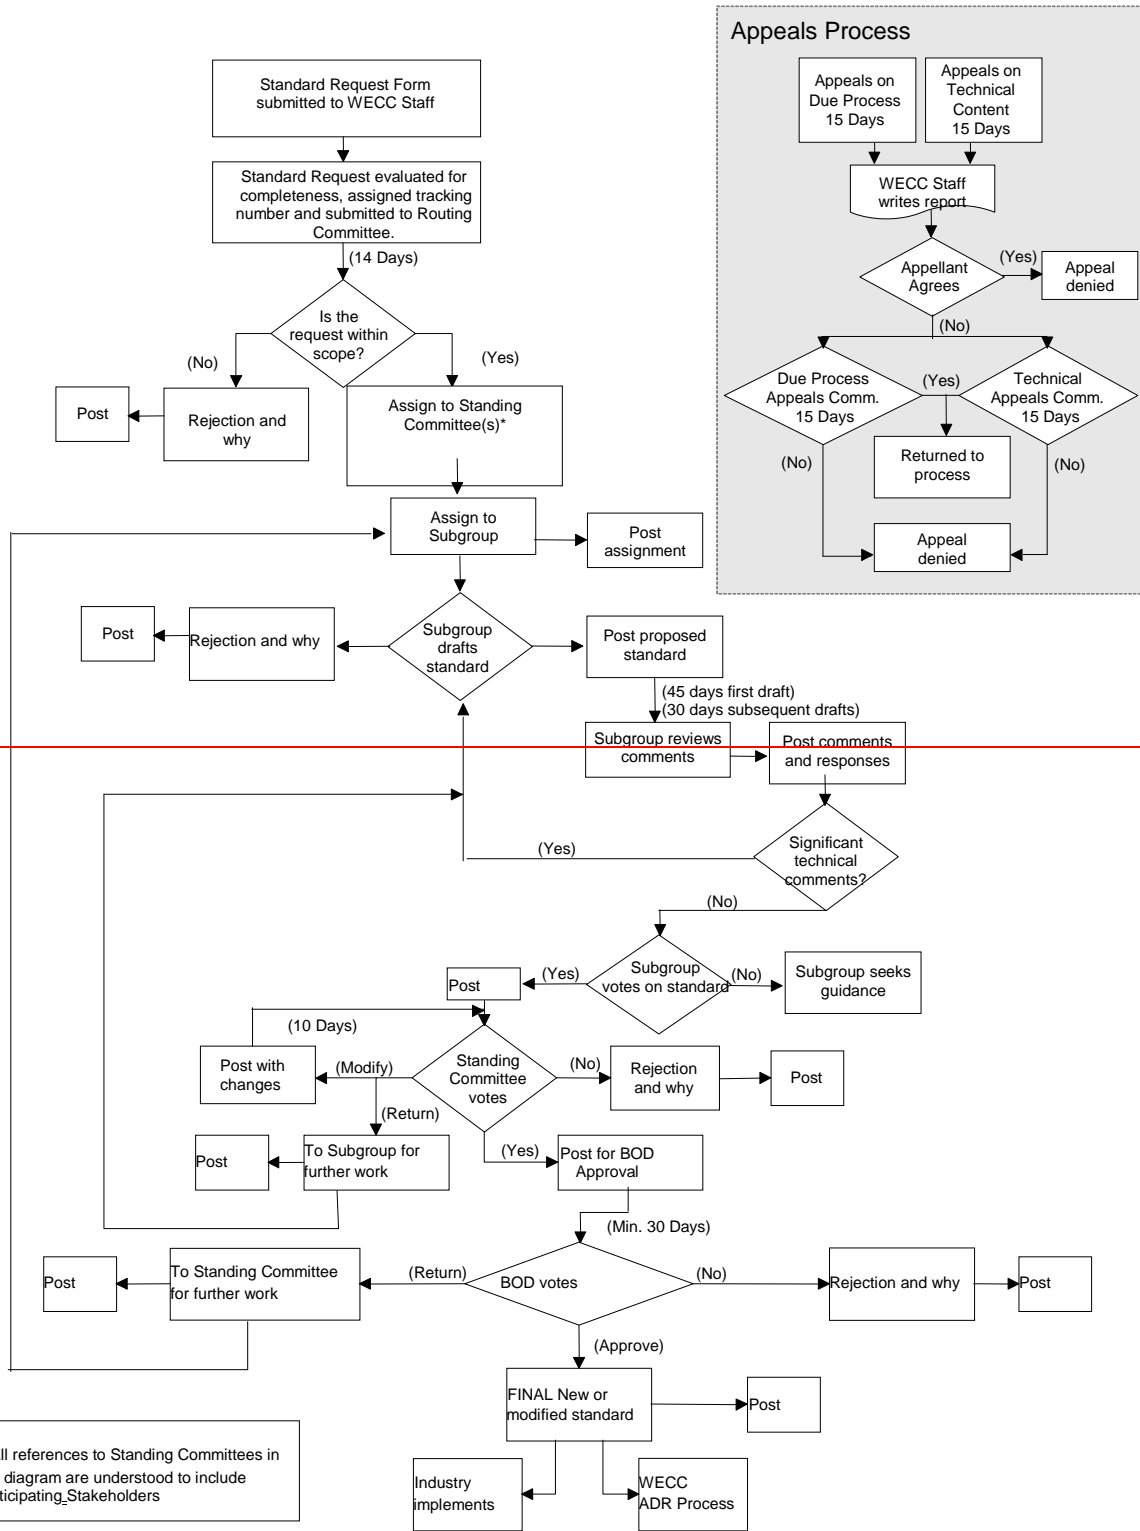 Appeals Process
Appeals on
Due Process
15 Days
Appeals on
Technical
Content
15 Days
WECC Staff
writes report
Appellant
Agrees
(Yes)
Appeal
denied
(No)
Due Process
Appeals Comm.
15 Days
(Yes)
Technical
Appeals Comm.
15 Days
(No)
Returned to
process
(No)
Appeal
denied
Standard Request Form
submitted to WECC Staff
Standard Request evaluated for
completeness, assigned tracking
number and submitted to Routing
Committee.
(14 Days)
Is the
request within
scope?
(No)
(Yes)
Post
Rejection and
why
Assign to Standing
Committee(s)*
Assign to
Subgroup
Post
assignment
Post
Rejection and why
Subgroup
drafts
standard
Post proposed
standard
(45 days first draft)
(30 days subsequent drafts)
Subgroup reviews
comments
Post comments
and responses
Significant
technical
comments?
(Yes)
(No)
Subgroup
votes on standard
(Yes)
(No)
Post
Subgroup seeks
guidance
(10 Days)
Post with
changes
(Modify)
Standing
Committee
votes
(No)
Rejection
and why
Post
(Return)
Post
To Subgroup for
further work
(Yes)
Post for BOD
Approval
(Min. 30 Days)
Post
To Standing Committee
for further work
(Return)
BOD votes
(No)
Rejection and why
Post
(Approve)
FINAL New or
modified standard
Post
Industry
implements
WECC
ADR Process
ll references to Standing Committees in
diagram are understood to include
ticipating Stakeholders